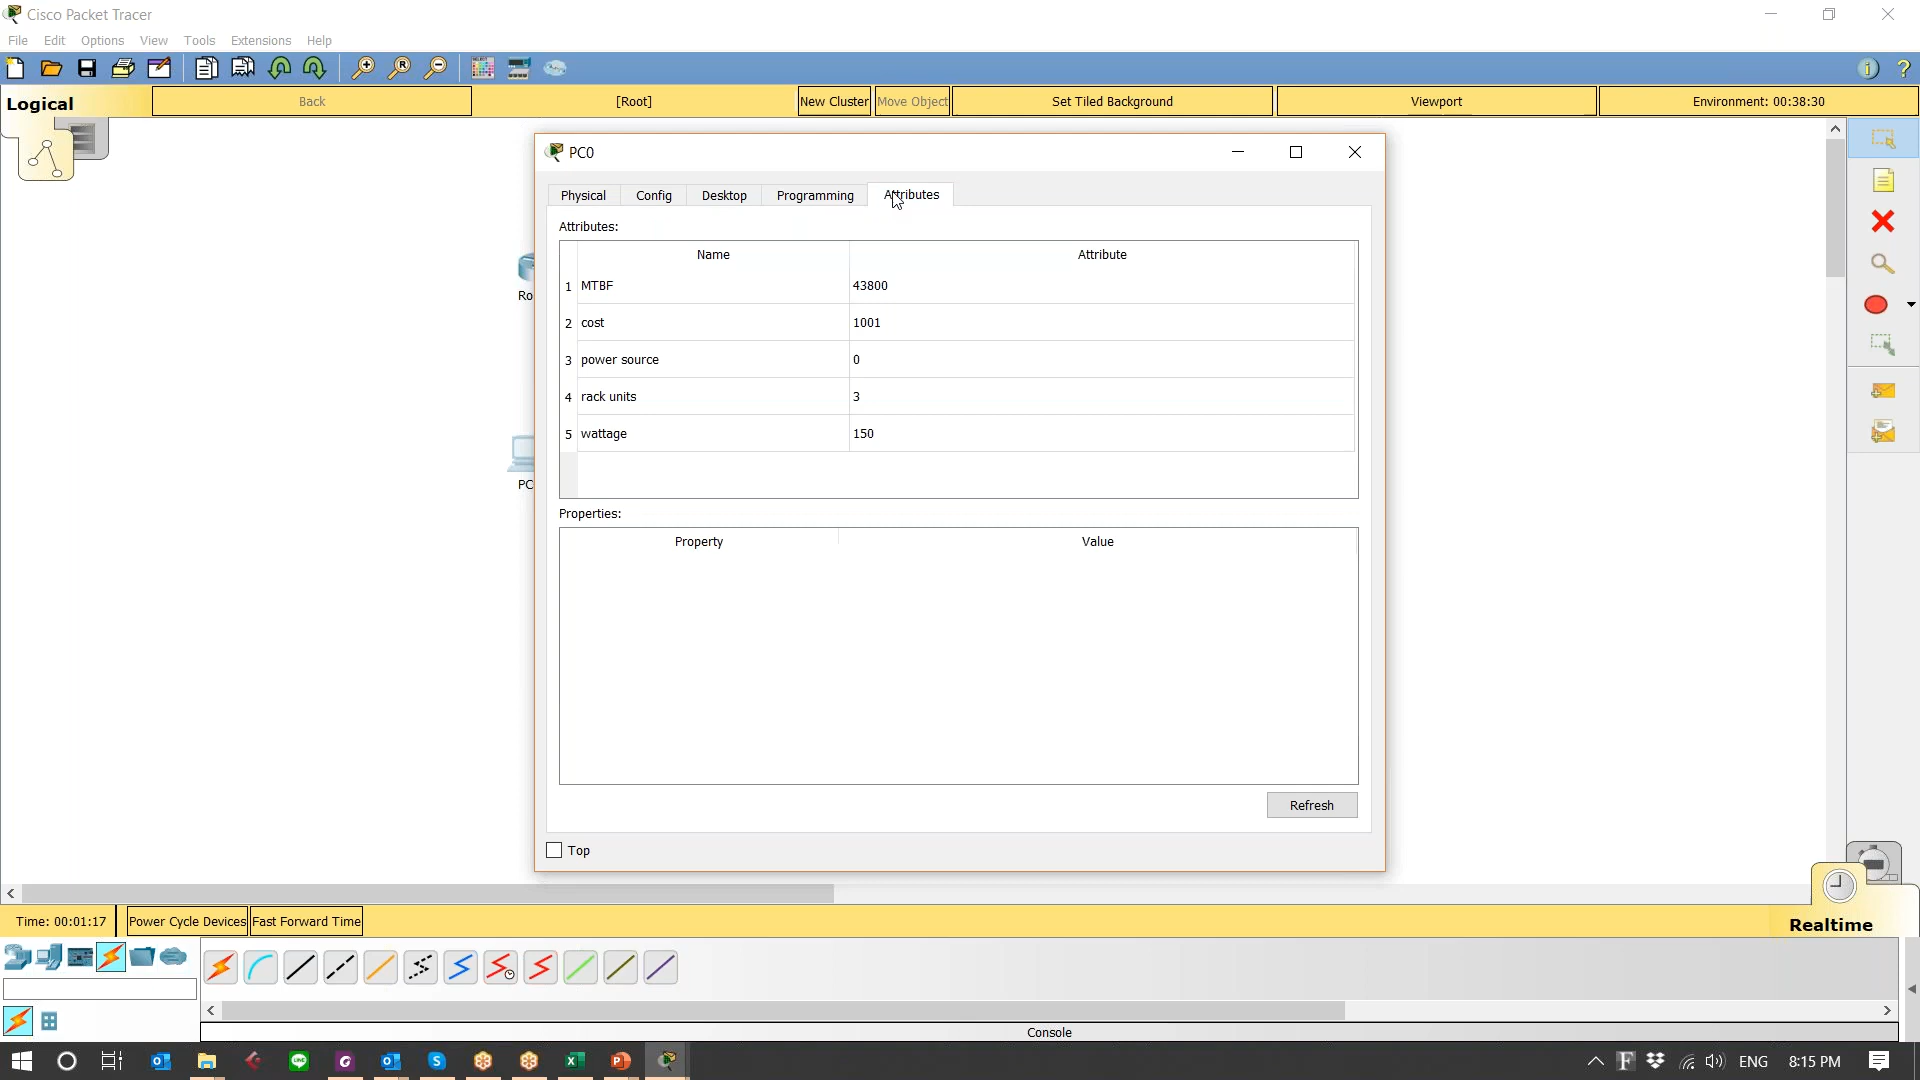 Cisco Packet Tracer
File Edit Options View Tools Extensions Help
Logical Back [Root] New Cluster Move Object Set Tiled Background Viewport Environment: 00:38:30
PC0
Physical Config Desktop Programming Attributes
Attributes:
Name Attribute
1 MTBF 43800
2 cost 1001
3 power source 0
4 rack units 3
5 wattage 150
Ro
PC
Properties:
Property Value
Refresh
Top
Time: 00:01:17 Power Cycle Devices Fast Forward Time
Realtime
Console
ENG 8:15 PM